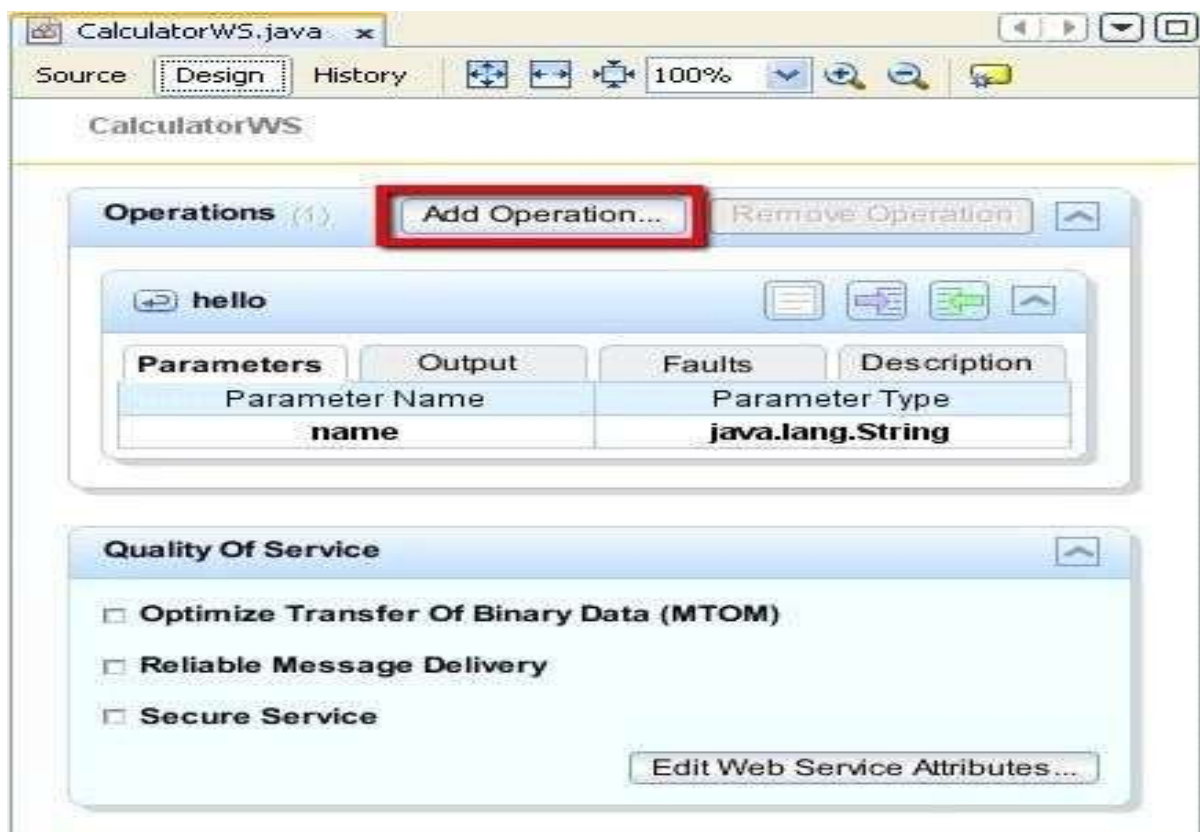 CalculatorWS.java x
Source Design History 100%
CalculatorWS
Operations (1) Add Operation... Remove Operation
hello
Parameters Output Faults Description
Parameter Name Parameter Type
name java.lang.String
Quality Of Service
Optimize Transfer Of Binary Data (MTOM)
Reliable Message Delivery
Secure Service
Edit Web Service Attributes...